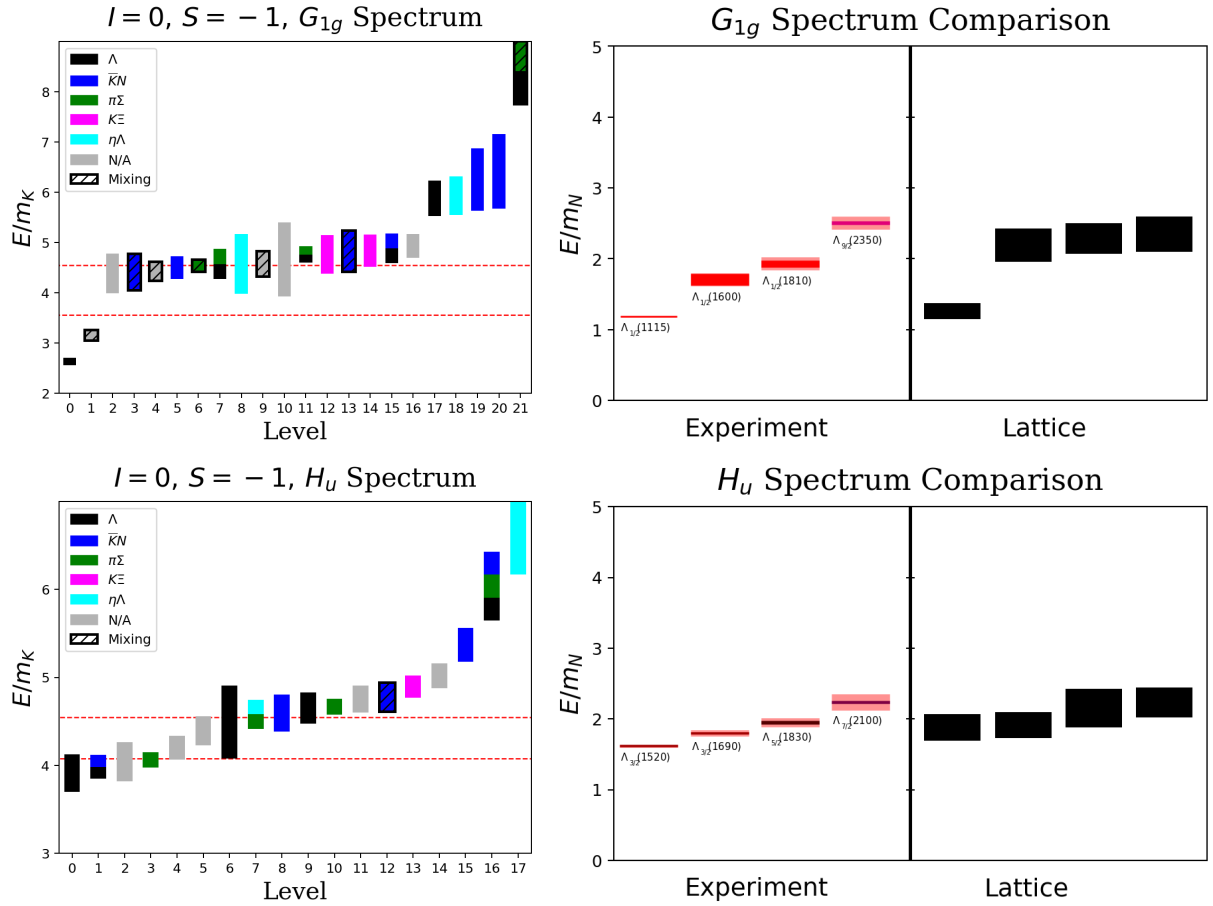 I = 0, S = −1, G1g Spectrum
E/mK
8
7
6
5
4
3
2
Λ
K̅N
πΣ
KΞ
ηΛ
N/A
Mixing
0 1 2 3 4 5 6 7 8 9 10 11 12 13 14 15 16 17 18 19 20 21
Level
G1g Spectrum Comparison
E/mN
5
4
3
2
1
0
Λ1/2(1115)
Λ1/2(1600)
Λ1/2(1810)
Λ9/2(2350)
Experiment
Lattice
I = 0, S = −1, Hu Spectrum
E/mK
6
5
4
3
Λ
K̅N
πΣ
KΞ
ηΛ
N/A
Mixing
0 1 2 3 4 5 6 7 8 9 10 11 12 13 14 15 16 17
Level
Hu Spectrum Comparison
E/mN
5
4
3
2
1
0
Λ3/2(1520)
Λ3/2(1690)
Λ5/2(1830)
Λ7/2(2100)
Experiment
Lattice